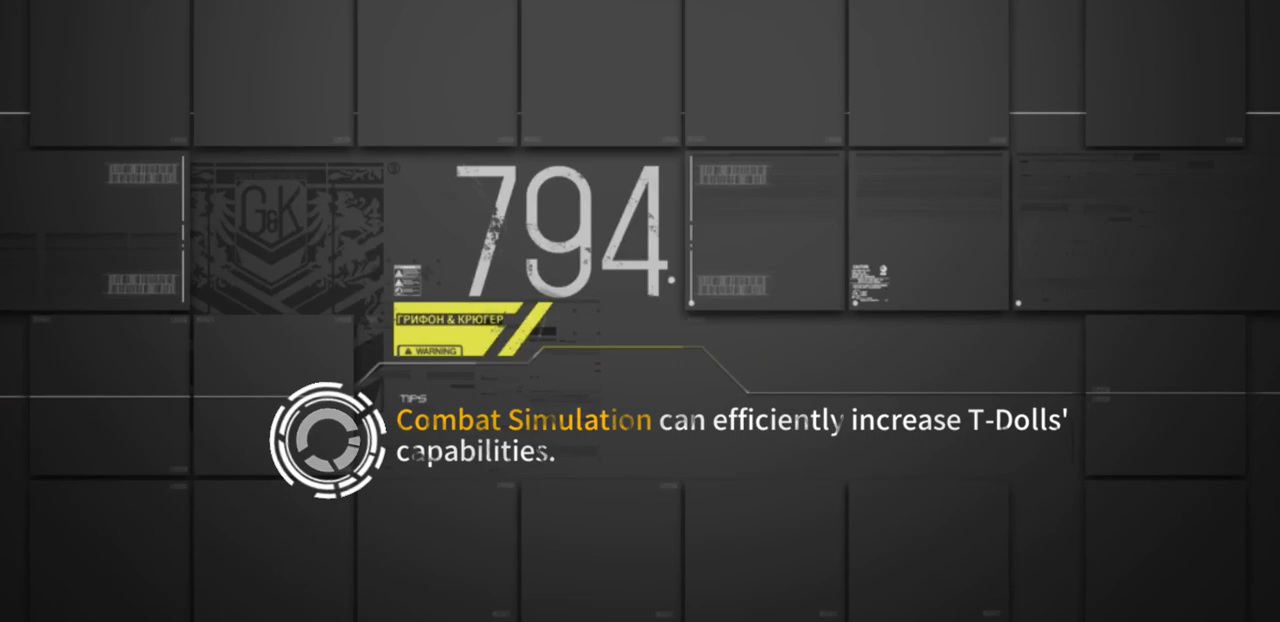 G&K
794.
ГРИФОН & КРЮГЕР
WARNING
TIPS
Combat Simulation can efficiently increase T-Dolls'
capabilities.